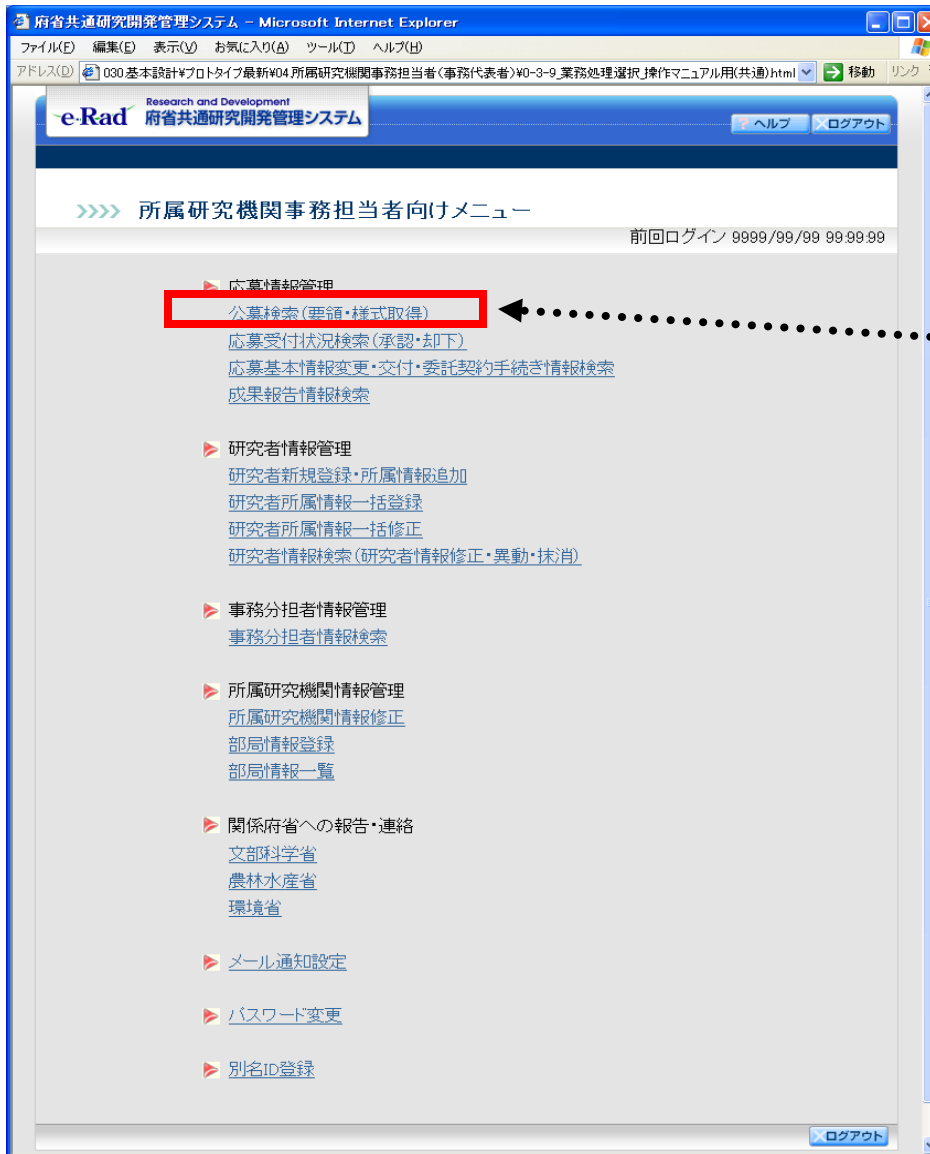 府省共通研究開発管理システム - Microsoft Internet Explorer
ファイル(F) 編集(E) 表示(V) お気に入り(A) ツール(T) ヘルプ(H)
アドレス(D) 030.基本設計¥プロトタイプ最新¥04.所属研究機関事務担当者(事務代表者)¥0-3-9_業務処理選択_操作マニュアル用(共通).html 移動 リンク
Research and Development
e-Rad 府省共通研究開発管理システム
? ヘルプ ×ログアウト
>>>> 所属研究機関事務担当者向けメニュー
前回ログイン 9999/99/99 99:99:99
応募情報管理
公募検索(要領・様式取得)
応募受付状況検索(承認・却下)
応募基本情報変更・交付・委託契約手続き情報検索
成果報告情報検索
研究者情報管理
研究者新規登録・所属情報追加
研究者所属情報一括登録
研究者所属情報一括修正
研究者情報検索(研究者情報修正・異動・抹消)
事務分担者情報管理
事務分担者情報検索
所属研究機関情報管理
所属研究機関情報修正
部局情報登録
部局情報一覧
関係府省への報告・連絡
文部科学省
農林水産省
環境省
メール通知設定
パスワード変更
別名ID登録
×ログアウト